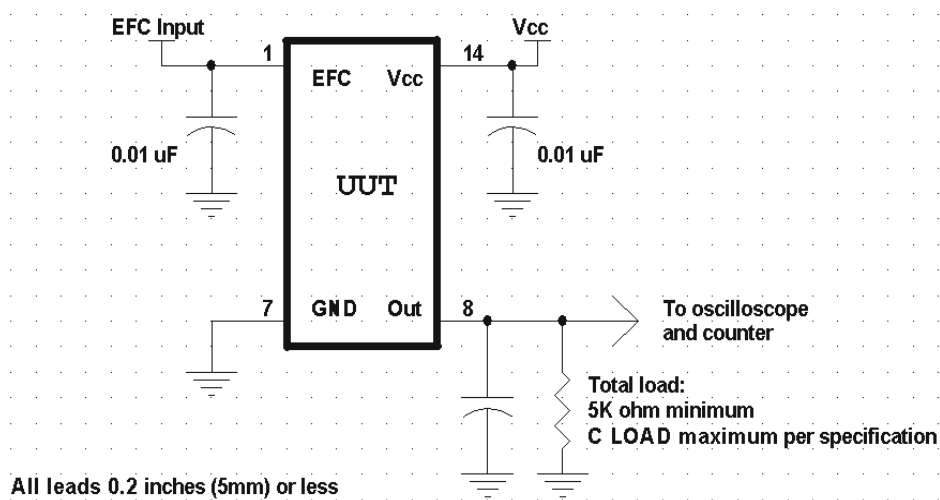 EFC Input
Vcc
1
14
EFC
Vcc
0.01 uF
0.01 uF
UUT
7
GND
Out
8
To oscilloscope
and counter
Total load:
5K ohm minimum
C LOAD maximum per specification
All leads 0.2 inches (5mm) or less